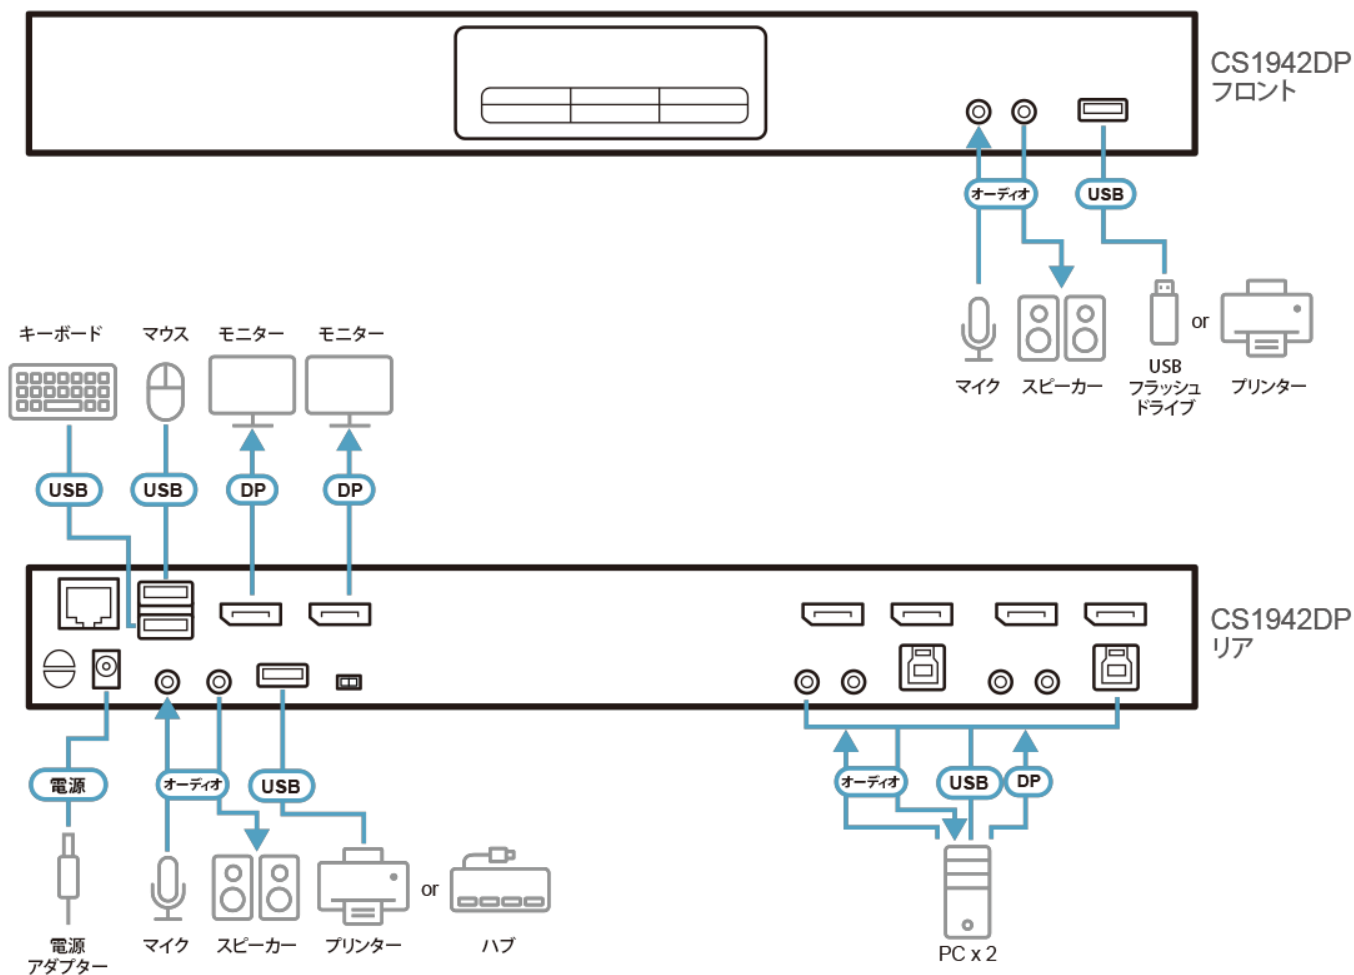 CS1942DP
フロント
オーディオ
USB
マイク
スピーカー
USB
フラッシュ
ドライブ
or
プリンター
キーボード
マウス
モニター
モニター
USB
USB
DP
DP
CS1942DP
リア
電源
オーディオ
USB
オーディオ
USB
DP
電源
アダプター
マイク
スピーカー
プリンター
or
ハブ
PC x 2